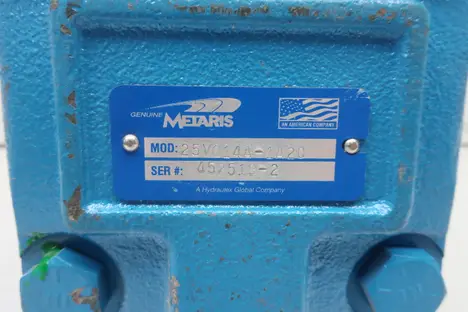 GENUINE
METARIS
AN AMERICAN COMPANY
MOD:
SER #:
A Hydraulex Global Company